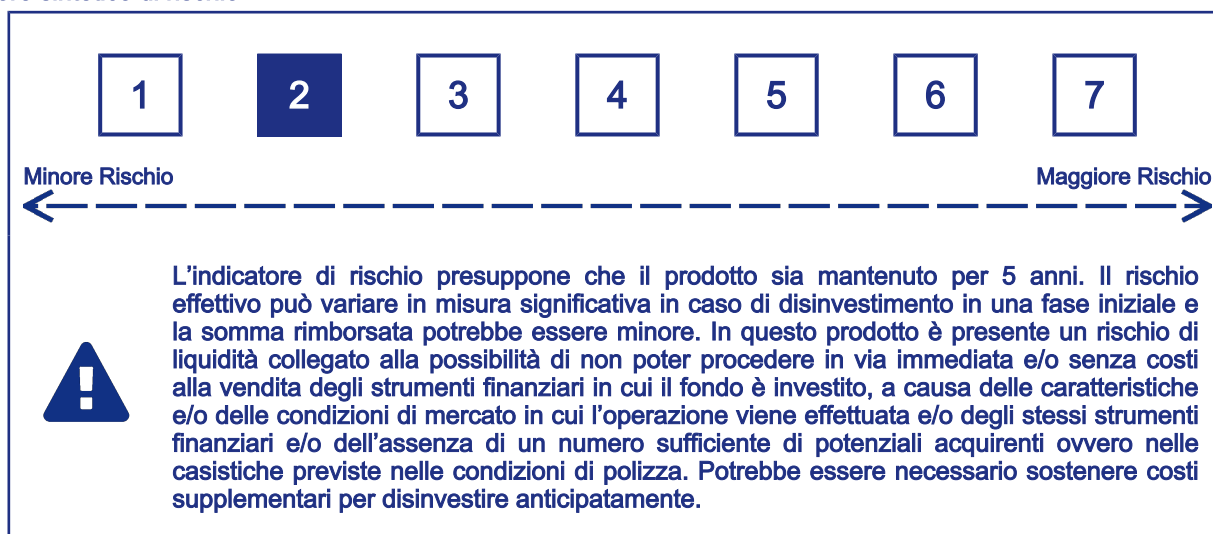 1 2 3 4 5 6 7
Minore Rischio Maggiore Rischio
L'indicatore di rischio presuppone che il prodotto sia mantenuto per 5 anni. Il rischio
effettivo può variare in misura significativa in caso di disinvestimento in una fase iniziale e
la somma rimborsata potrebbe essere minore. In questo prodotto è presente un rischio di
liquidità collegato alla possibilità di non poter procedere in via immediata e/o senza costi
alla vendita degli strumenti finanziari in cui il fondo è investito, a causa delle caratteristiche
e/o delle condizioni di mercato in cui l'operazione viene effettuata e/o degli stessi strumenti
finanziari e/o dell'assenza di un numero sufficiente di potenziali acquirenti ovvero nelle
casistiche previste nelle condizioni di polizza. Potrebbe essere necessario sostenere costi
supplementari per disinvestire anticipatamente.